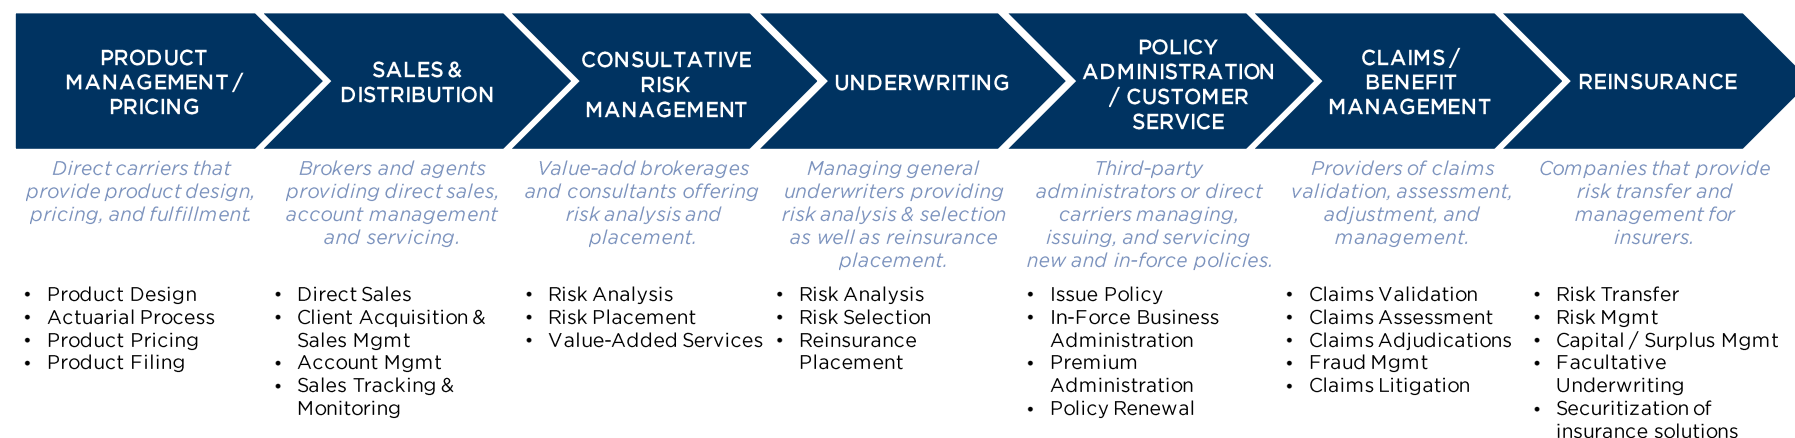 PRODUCT
MANAGEMENT /
PRICING
Direct carriers that
provide product design,
pricing, and fulfillment.
• Product Design
• Actuarial Process
• Product Pricing
• Product Filing
SALES &
DISTRIBUTION
Brokers and agents
providing direct sales,
account management
and servicing.
• Direct Sales
• Client Acquisition &
Sales Mgmt
• Account Mgmt
• Sales Tracking &
Monitoring
CONSULTATIVE
RISK
MANAGEMENT
Value-add brokerages
and consultants offering
risk analysis and
placement.
• Risk Analysis
• Risk Placement
• Value-Added Services
UNDERWRITING
Managing general
underwriters providing
risk analysis & selection
as well as reinsurance
placement.
• Risk Analysis
• Risk Selection
• Reinsurance
Placement
POLICY
ADMINISTRATION
/ CUSTOMER
SERVICE
Third-party
administrators or direct
carriers managing,
issuing, and servicing
new and in-force policies.
• Issue Policy
• In-Force Business
Administration
• Premium
Administration
• Policy Renewal
CLAIMS /
BENEFIT
MANAGEMENT
Providers of claims
validation, assessment,
adjustment, and
management.
• Claims Validation
• Claims Assessment
• Claims Adjudications
• Fraud Mgmt
• Claims Litigation
REINSURANCE
Companies that provide
risk transfer and
management for
insurers.
• Risk Transfer
• Risk Mgmt
• Capital / Surplus Mgmt
• Facultative
Underwriting
• Securitization of
insurance solutions